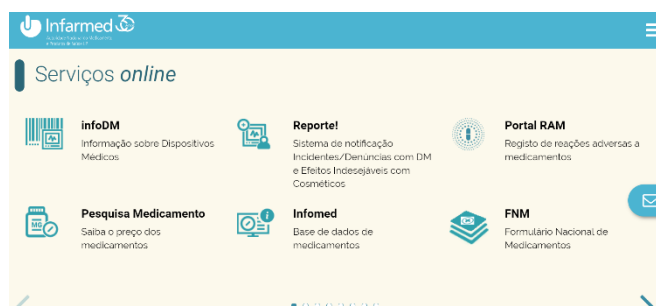 Infarmed 30
Serviços online
infoDM
Informação sobre Dispositivos
Médicos
Reporte!
Sistema de notificação
Incidentes/Denúncias com DM
e Efeitos Indesejáveis com
Cosméticos
Portal RAM
Registo de reações adversas a
medicamentos
Pesquisa Medicamento
Saiba o preço dos
medicamentos
MG
Infomed
Base de dados de
medicamentos
FNM
Formulário Nacional de
Medicamentos